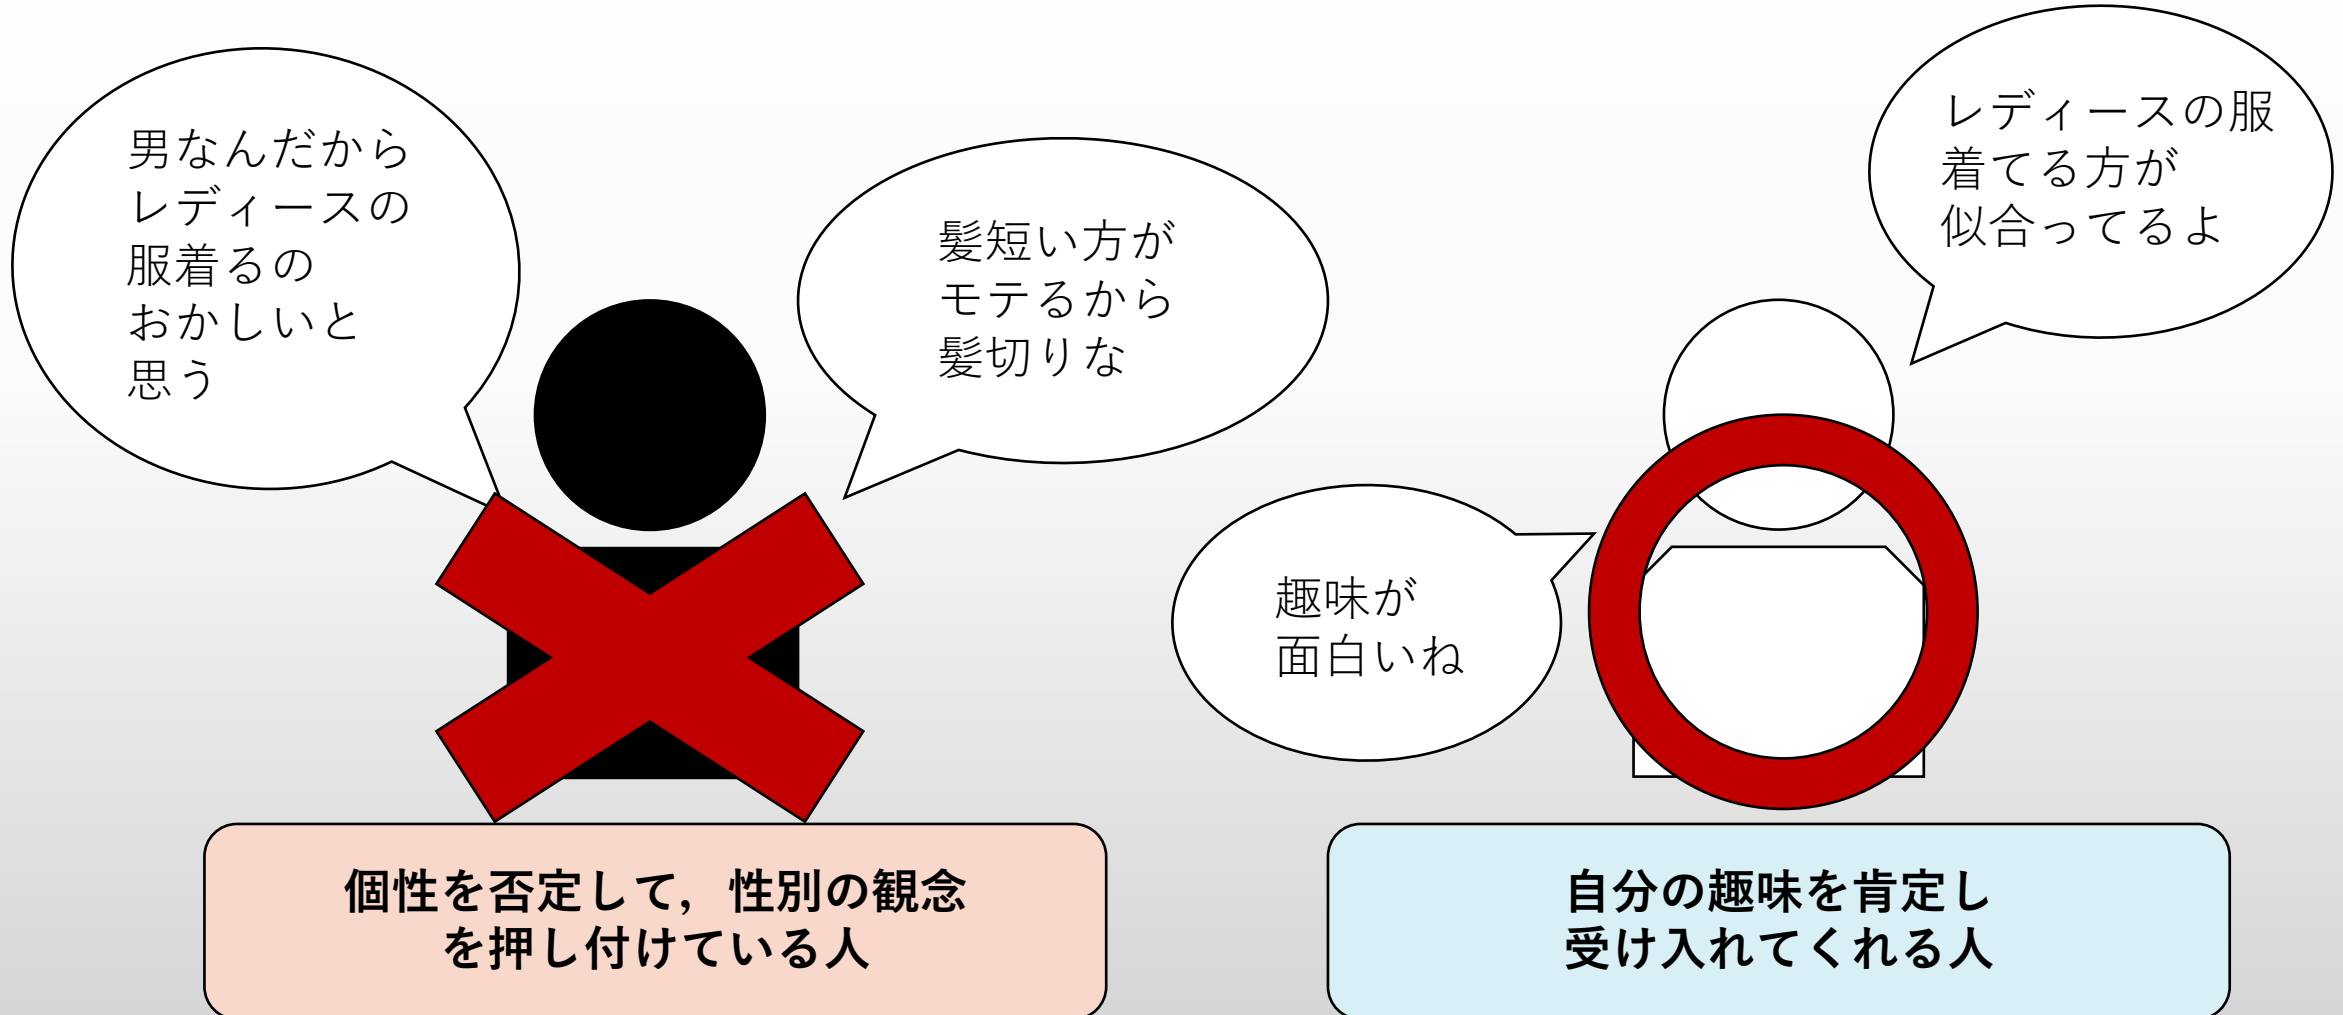 男なんだから
レディースの
服着るの
おかしいと
思う
髪短い方が
モテるから
髪切りな
レディースの服
着てる方が
似合ってるよ
趣味が
面白いね
個性を否定して，性別の観念
を押し付けている人
自分の趣味を肯定し
受け入れてくれる人